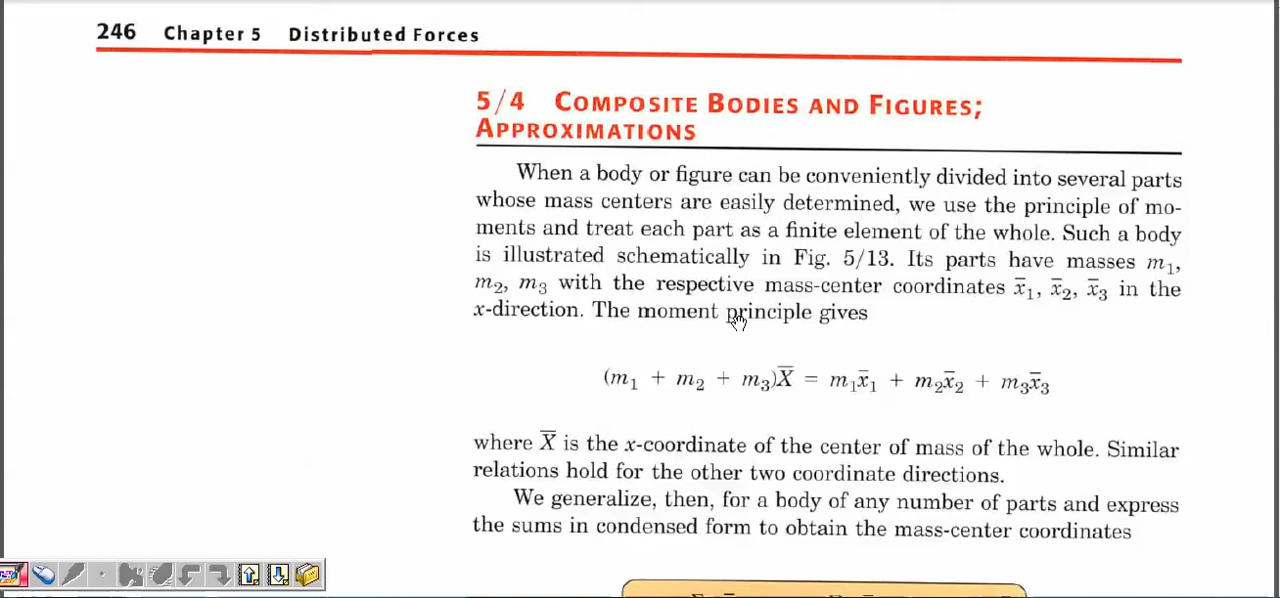 246 Chapter 5 Distributed Forces
5/4 COMPOSITE BODIES AND FIGURES;
APPROXIMATIONS
When a body or figure can be conveniently divided into several parts
whose mass centers are easily determined, we use the principle of mo-
ments and treat each part as a finite element of the whole. Such a body
is illustrated schematically in Fig. 5/13. Its parts have masses m₁,
m₂, m₃ with the respective mass-center coordinates x̅₁, x̅₂, x̅₃ in the
x-direction. The moment principle gives
(m₁ + m₂ + m₃)X̅ = m₁x̅₁ + m₂x̅₂ + m₃x̅₃
where X̅ is the x-coordinate of the center of mass of the whole. Similar
relations hold for the other two coordinate directions.
We generalize, then, for a body of any number of parts and express
the sums in condensed form to obtain the mass-center coordinates